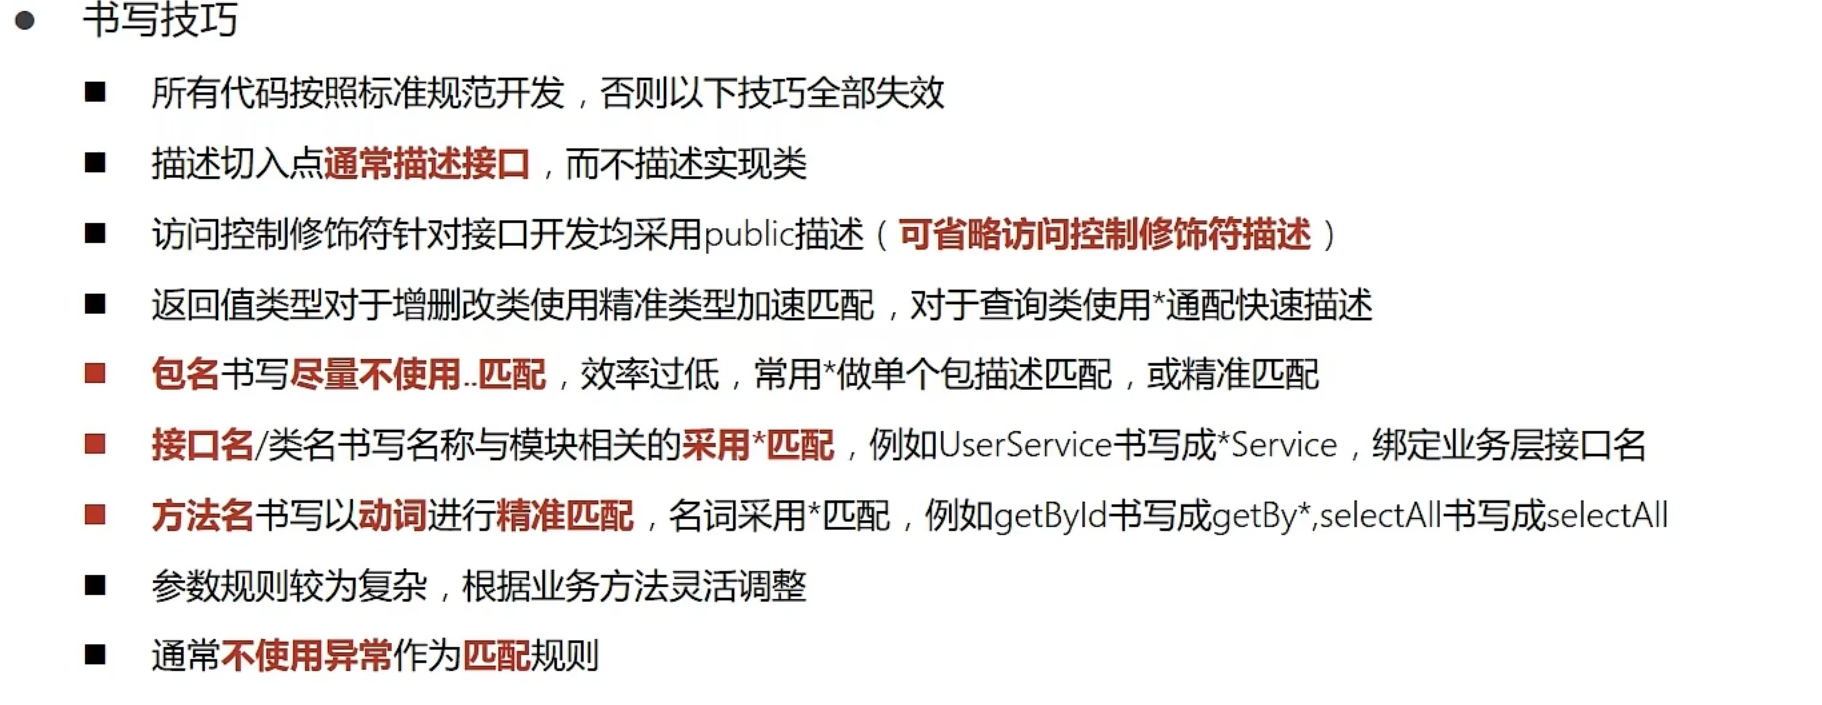 书写技巧
所有代码按照标准规范开发，否则以下技巧全部失效
描述切入点通常描述接口，而不描述实现类
访问控制修饰符针对接口开发均采用public描述（可省略访问控制修饰符描述）
返回值类型对于增删改类使用精准类型加速匹配，对于查询类使用*通配快速描述
包名书写尽量不使用..匹配，效率过低，常用*做单个包描述匹配，或精准匹配
接口名/类名书写名称与模块相关的采用*匹配，例如UserService书写成*Service，绑定业务层接口名
方法名书写以动词进行精准匹配，名词采用*匹配，例如getById书写成getBy*,selectAll书写成selectAll
参数规则较为复杂，根据业务方法灵活调整
通常不使用异常作为匹配规则